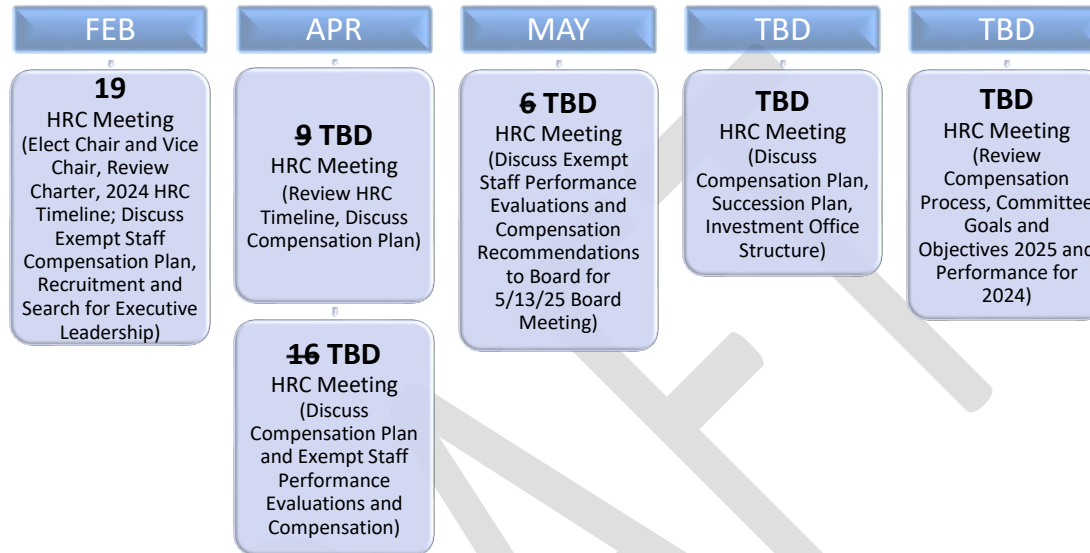 FEB
19
HRC Meeting
(Elect Chair and Vice
Chair, Review
Charter, 2024 HRC
Timeline; Discuss
Exempt Staff
Compensation Plan,
Recruitment and
Search for Executive
Leadership)
APR
9 TBD
HRC Meeting
(Review HRC
Timeline, Discuss
Compensation Plan)
16 TBD
HRC Meeting
(Discuss
Compensation Plan
and Exempt Staff
Performance
Evaluations and
Compensation)
MAY
6 TBD
HRC Meeting
(Discuss Exempt
Staff Performance
Evaluations and
Compensation
Recommendations
to Board for
5/13/25 Board
Meeting)
TBD
TBD
HRC Meeting
(Discuss
Compensation Plan,
Succession Plan,
Investment Office
Structure)
TBD
TBD
HRC Meeting
(Review
Compensation
Process, Committee
Goals and
Objectives 2025 and
Performance for
2024)